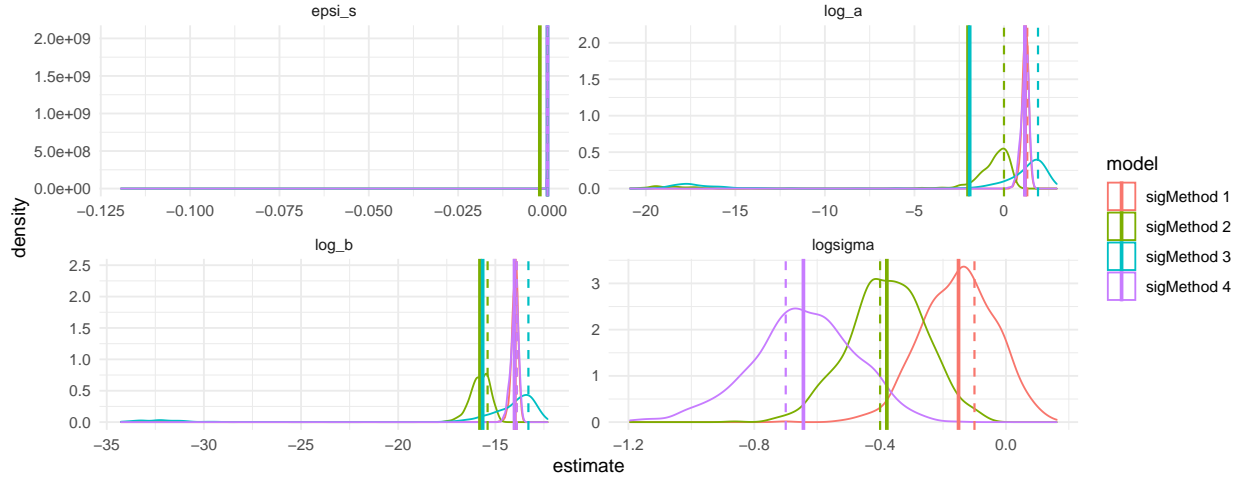 epsi_s
log_a
density
2.0e+09
1.5e+09
1.0e+09
5.0e+08
0.0e+00
-0.125
-0.100
-0.075
-0.050
-0.025
0.000
2.0
1.5
1.0
0.5
0.0
-20
-15
-10
-5
0
log_b
logsigma
2.5
2.0
1.5
1.0
0.5
0.0
-35
-30
-25
-20
-15
3
2
1
0
-1.2
-0.8
-0.4
0.0
estimate
model
sigMethod 1
sigMethod 2
sigMethod 3
sigMethod 4